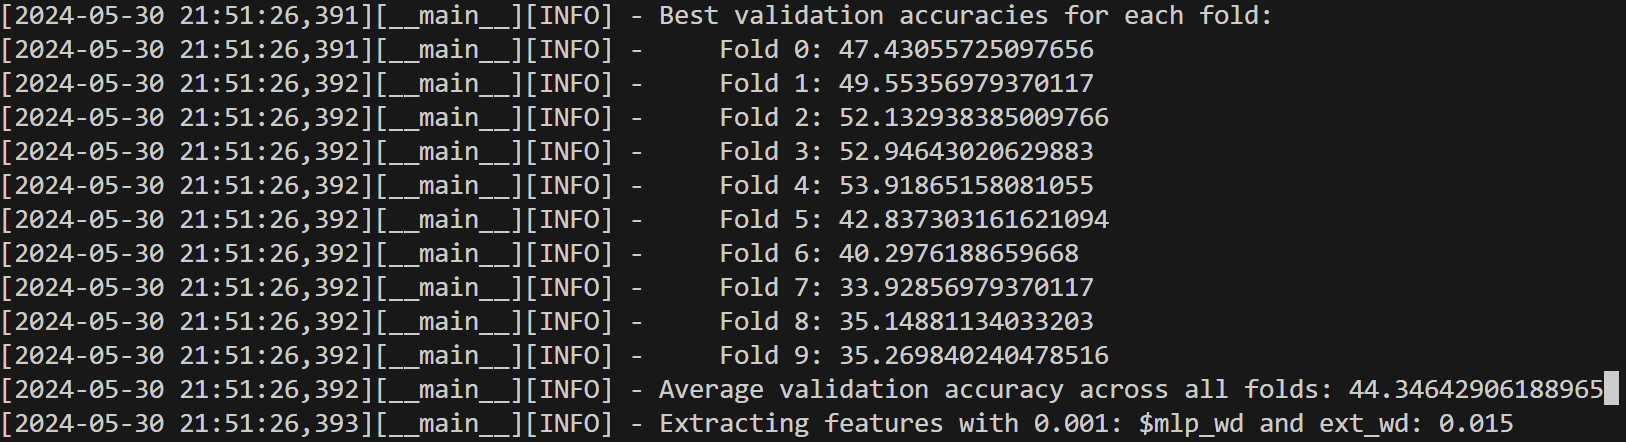 [2024-05-30 21:51:26,391][__main__][INFO] - Best validation accuracies for each fold:
[2024-05-30 21:51:26,391][__main__][INFO] -     Fold 0: 47.43055725097656
[2024-05-30 21:51:26,392][__main__][INFO] -     Fold 1: 49.55356979370117
[2024-05-30 21:51:26,392][__main__][INFO] -     Fold 2: 52.132938385009766
[2024-05-30 21:51:26,392][__main__][INFO] -     Fold 3: 52.94643020629883
[2024-05-30 21:51:26,392][__main__][INFO] -     Fold 4: 53.91865158081055
[2024-05-30 21:51:26,392][__main__][INFO] -     Fold 5: 42.837303161621094
[2024-05-30 21:51:26,392][__main__][INFO] -     Fold 6: 40.2976188659668
[2024-05-30 21:51:26,392][__main__][INFO] -     Fold 7: 33.92856979370117
[2024-05-30 21:51:26,392][__main__][INFO] -     Fold 8: 35.14881134033203
[2024-05-30 21:51:26,392][__main__][INFO] -     Fold 9: 35.269840240478516
[2024-05-30 21:51:26,392][__main__][INFO] - Average validation accuracy across all folds: 44.34642906188965
[2024-05-30 21:51:26,393][__main__][INFO] - Extracting features with 0.001: $mlp_wd and ext_wd: 0.015